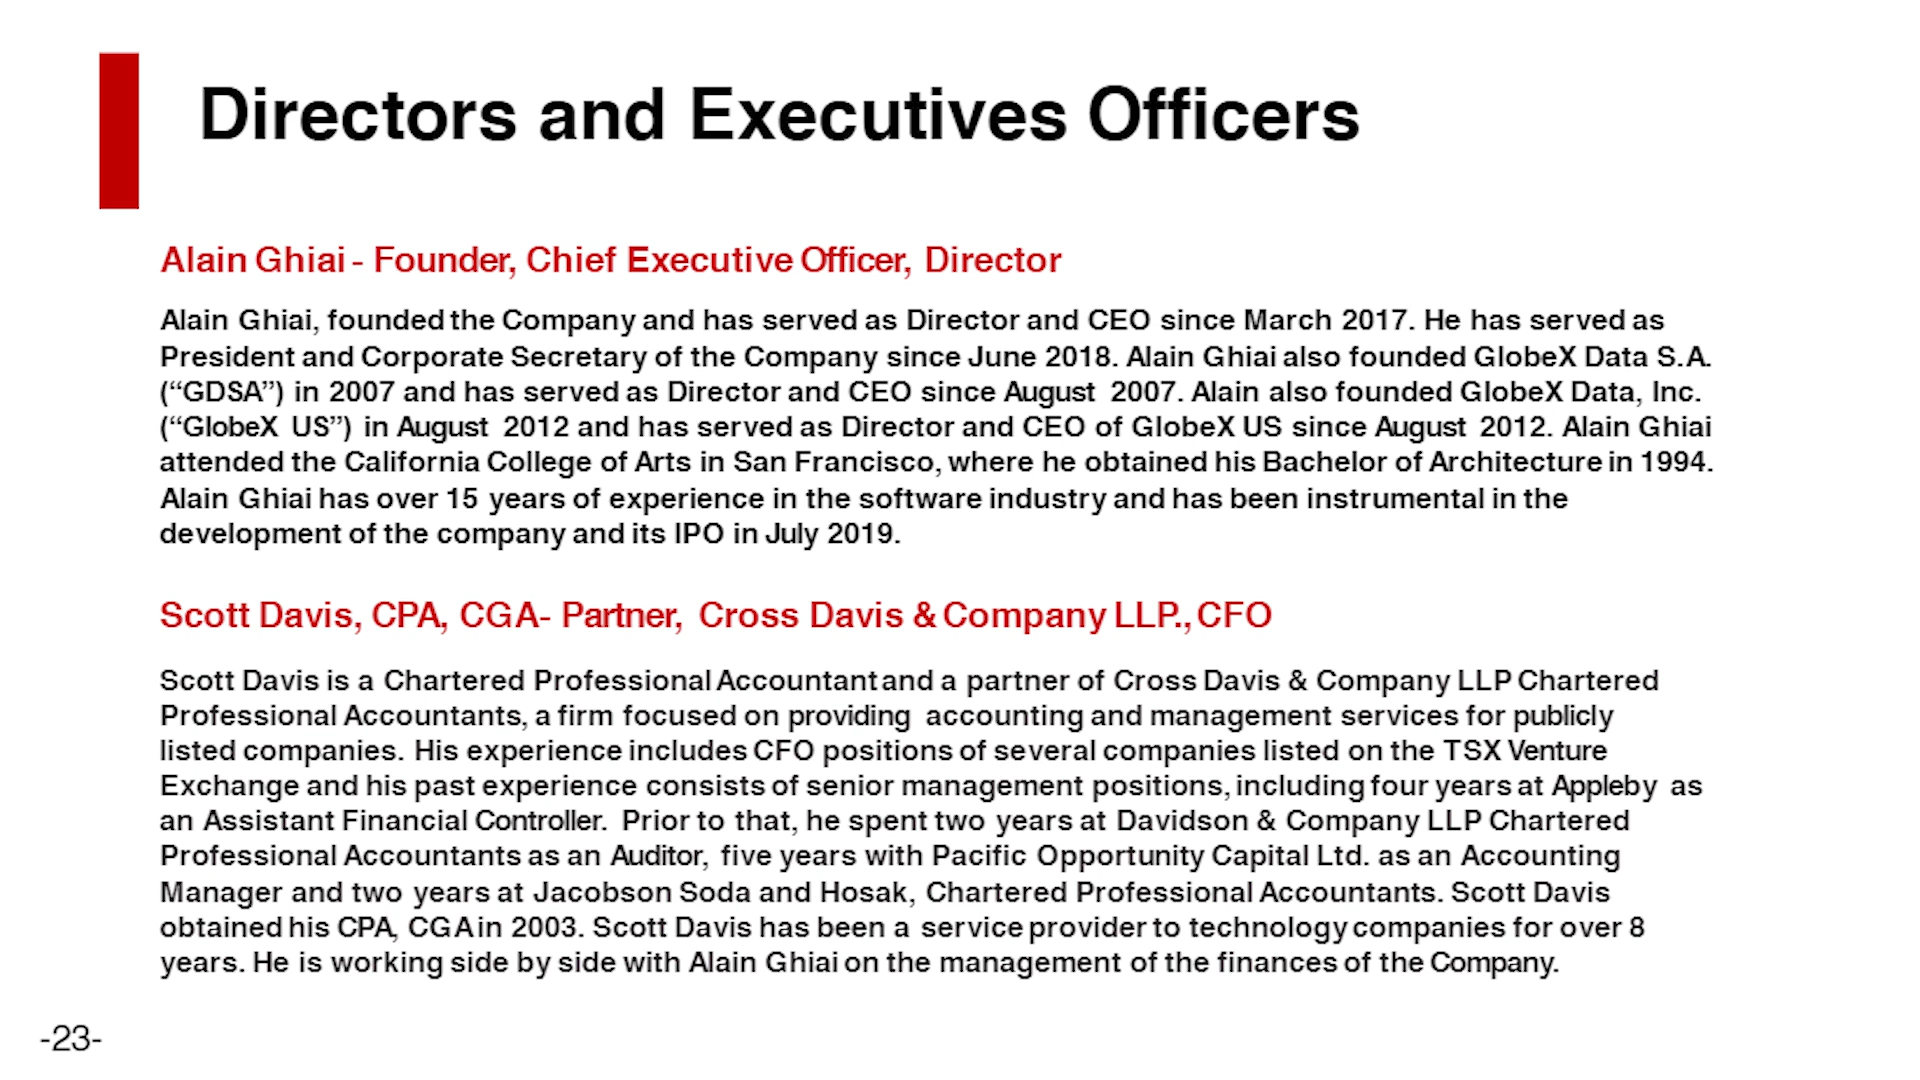 Directors and Executives Officers
Alain Ghiai - Founder, Chief Executive Officer, Director
Alain Ghiai, founded the Company and has served as Director and CEO since March 2017. He has served as
President and Corporate Secretary of the Company since June 2018. Alain Ghiai also founded GlobeX Data S.A.
(“GDSA”) in 2007 and has served as Director and CEO since August 2007. Alain also founded GlobeX Data, Inc.
(“GlobeX US”) in August 2012 and has served as Director and CEO of GlobeX US since August 2012. Alain Ghiai
attended the California College of Arts in San Francisco, where he obtained his Bachelor of Architecture in 1994.
Alain Ghiai has over 15 years of experience in the software industry and has been instrumental in the
development of the company and its IPO in July 2019.
Scott Davis, CPA, CGA- Partner, Cross Davis & Company LLP., CFO
Scott Davis is a Chartered Professional Accountant and a partner of Cross Davis & Company LLP Chartered
Professional Accountants, a firm focused on providing accounting and management services for publicly
listed companies. His experience includes CFO positions of several companies listed on the TSX Venture
Exchange and his past experience consists of senior management positions, including four years at Appleby as
an Assistant Financial Controller. Prior to that, he spent two years at Davidson & Company LLP Chartered
Professional Accountants as an Auditor, five years with Pacific Opportunity Capital Ltd. as an Accounting
Manager and two years at Jacobson Soda and Hosak, Chartered Professional Accountants. Scott Davis
obtained his CPA, CGA in 2003. Scott Davis has been a service provider to technology companies for over 8
years. He is working side by side with Alain Ghiai on the management of the finances of the Company.
-23-